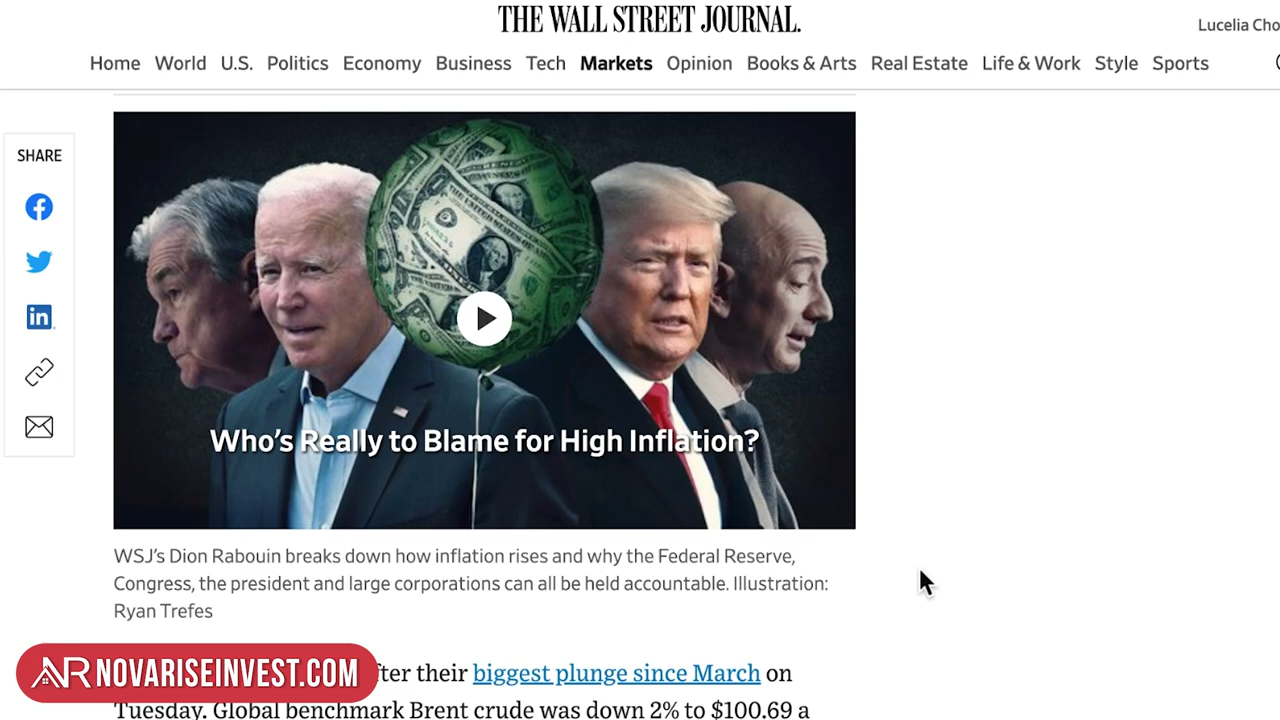 THE WALL STREET JOURNAL.
Lucelia Cho
Home World U.S. Politics Economy Business Tech Markets Opinion Books & Arts Real Estate Life & Work Style Sports
SHARE
in
Who's Really to Blame for High Inflation?
WSJ's Dion Rabouin breaks down how inflation rises and why the Federal Reserve,
Congress, the president and large corporations can all be held accountable. Illustration:
Ryan Trefes
NR NOVARISEINVEST.COM
fter their biggest plunge since March on
Tuesday. Global benchmark Brent crude was down 2% to $100.69 a